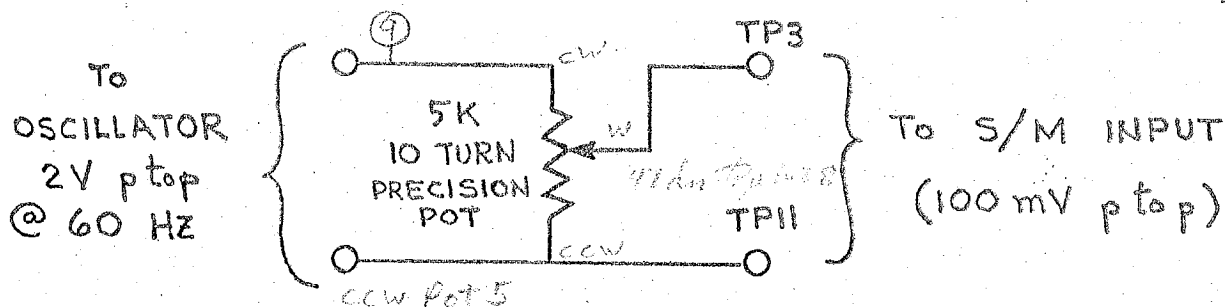 To
OSCILLATOR
2V p to p
@ 60 HZ
9
CW
5K
10 TURN
PRECISION
POT
W
CCW
CCW Pot 5
TP3
TP11
To S/M INPUT
(100 mV p to p)